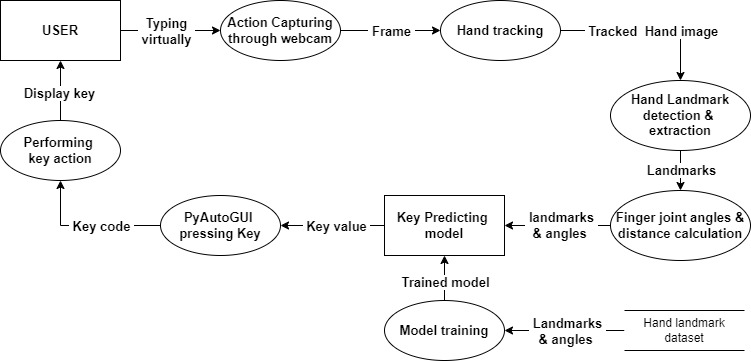 USER
Typing
virtually
Action Capturing
through webcam
Frame
Hand tracking
Tracked Hand image
Hand Landmark
detection &
extraction
Landmarks
Finger joint angles &
distance calculation
landmarks
& angles
Key Predicting
model
Key value
PyAutoGUI
pressing Key
Key code
Performing
key action
Display key
Trained model
Model training
Landmarks
& angles
Hand landmark
dataset